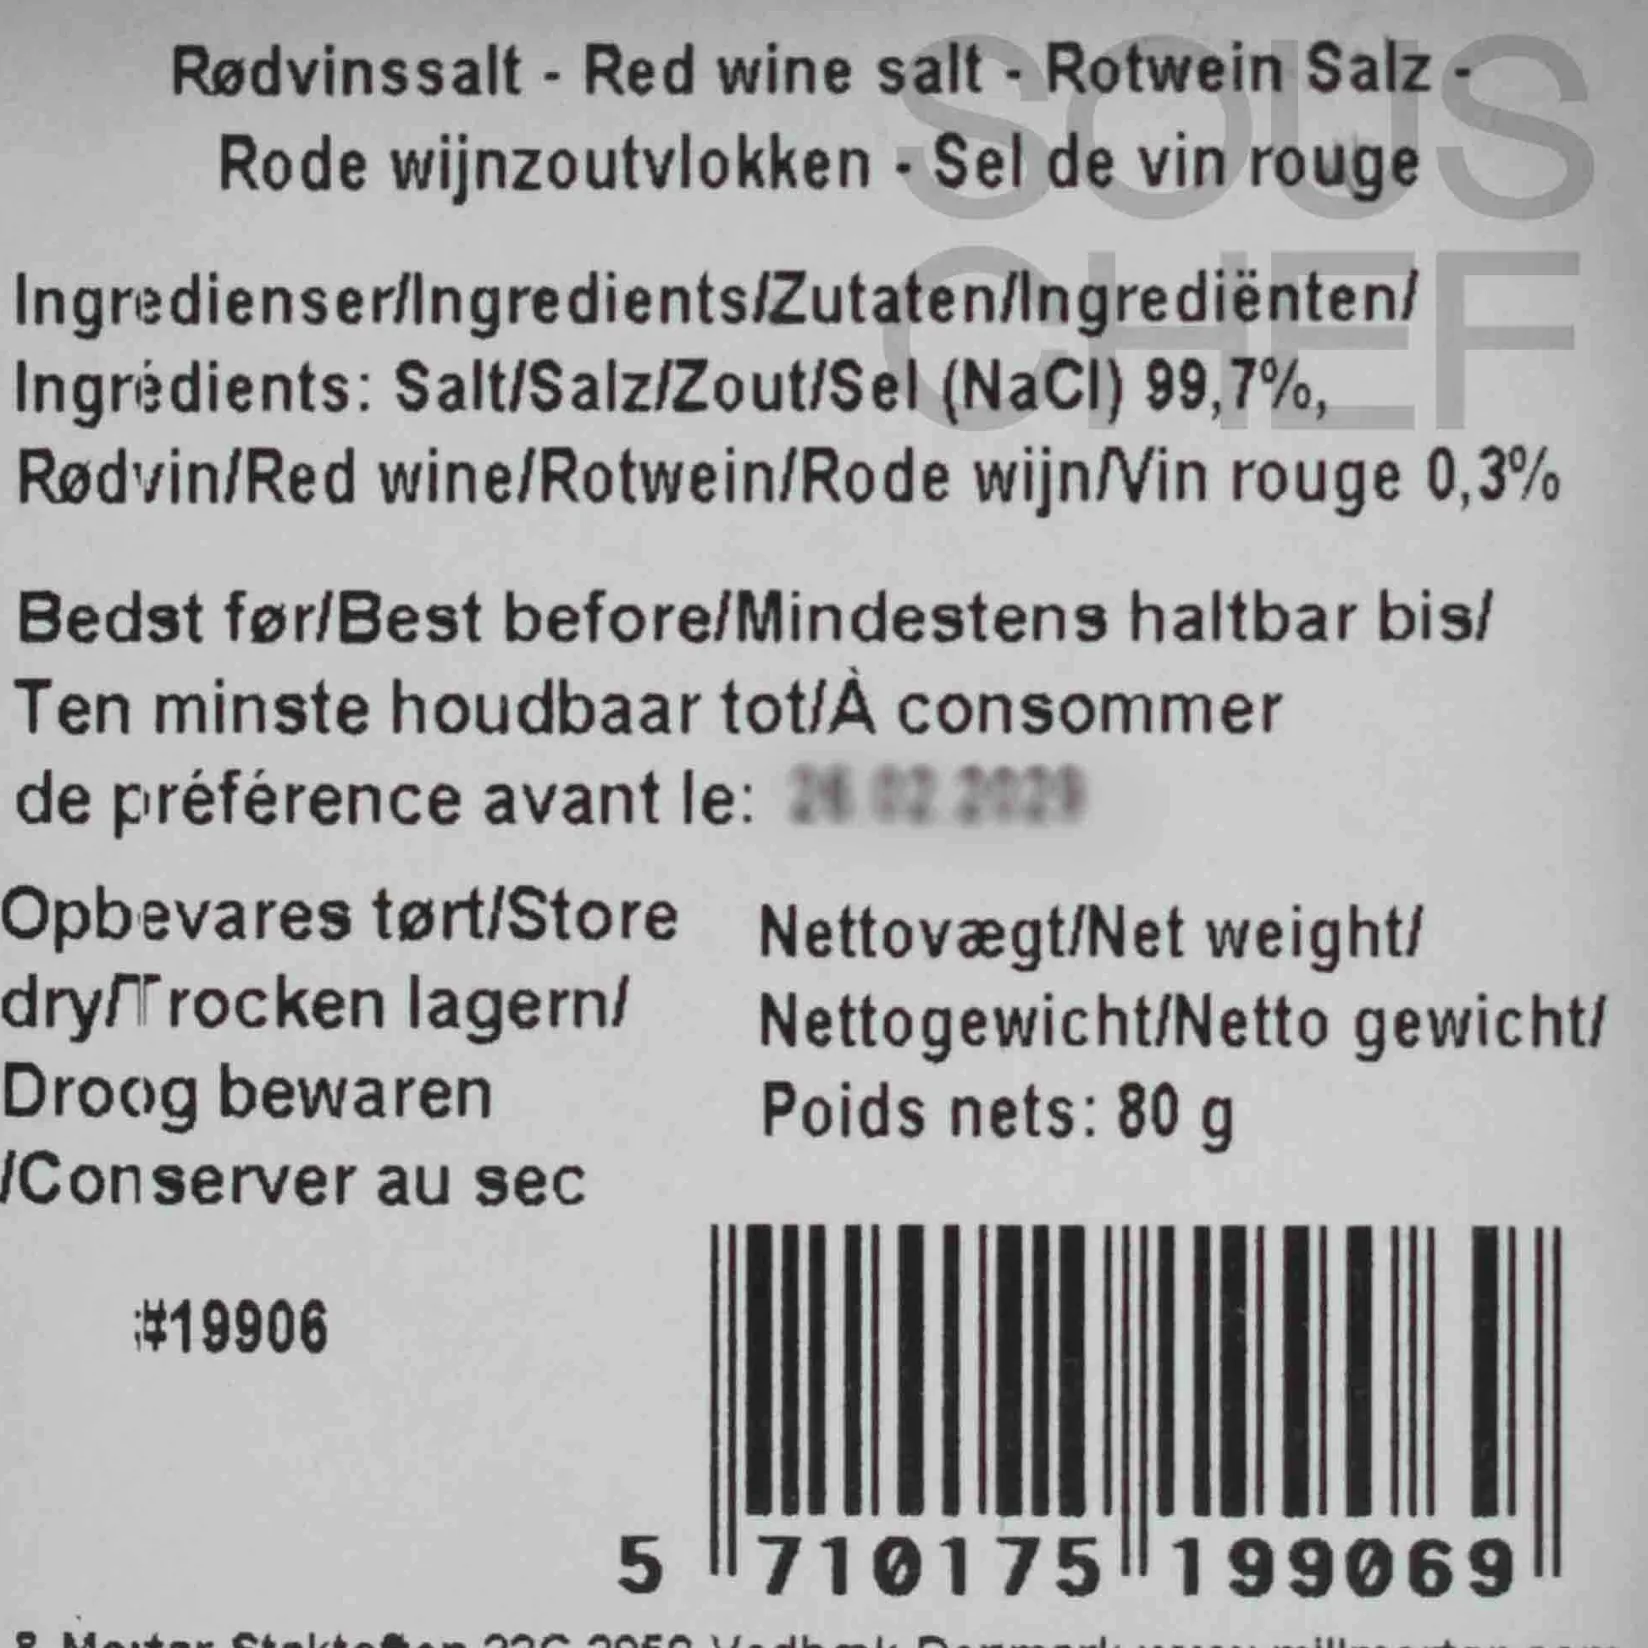 Rødvinssalt - Red wine salt - Rotwein Salz -
Rode wijnzoutvlokken - Sel de vin rouge
SOUS
CHEF
Ingredienser/Ingredients/Zutaten/Ingrediënten/
Ingrédients: Salt/Salz/Zout/Sel (NaCl) 99,7%,
Rødvin/Red wine/Rotwein/Rode wijn/Vin rouge 0,3%
Bedst før/Best before/Mindestens haltbar bis/
Ten minste houdbaar tot/À consommer
de préférence avant le:
Opbevares tørt/Store
dry/Trocken lagern/
Droog bewaren
/Conserver au sec
Nettovægt/Net weight/
Nettogewicht/Netto gewicht/
Poids nets: 80 g
#19906
5 710175 199069